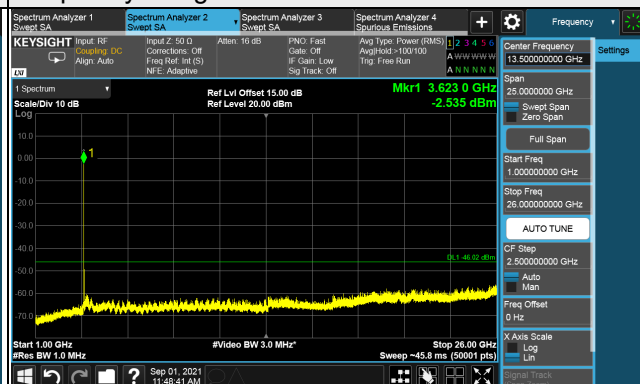 Spectrum Analyzer 1
Swept SA
Spectrum Analyzer 2
Swept SA
Spectrum Analyzer 3
Swept SA
Spectrum Analyzer 4
Spurious Emissions
Frequency
KEYSIGHT
Input: RF
Coupling: DC
Align: Auto
Input Z: 50 Ω
Corrections: Off
Freq Ref: Int (S)
NFE: Adaptive
Atten: 16 dB
PNO: Fast
Gate: Off
IF Gain: Low
Sig Track: Off
Avg Type: Power (RMS)
Avg|Hold:>100/100
Trig: Free Run
1 2 3 4 5 6
A W W W W W
A N N N N N
LXI
1 Spectrum
Scale/Div 10 dB
Log
Ref Lvl Offset 15.00 dB
Ref Level 20.00 dBm
Mkr1 3.623 0 GHz
-2.535 dBm
10.0
0.00
-10.0
-20.0
-30.0
-40.0
-50.0
-60.0
-70.0
1
DL1 -46.02 dBm
Start 1.00 GHz
#Res BW 1.0 MHz
#Video BW 3.0 MHz*
Stop 26.00 GHz
Sweep ~45.8 ms (50001 pts)
Center Frequency
13.500000000 GHz
Settings
Span
25.0000000 GHz
Swept Span
Zero Span
Full Span
Start Freq
1.000000000 GHz
Stop Freq
26.000000000 GHz
AUTO TUNE
CF Step
2.500000000 GHz
Auto
Man
Freq Offset
0 Hz
X Axis Scale
Log
Lin
Signal Track
Sep 01, 2021
11:48:41 AM